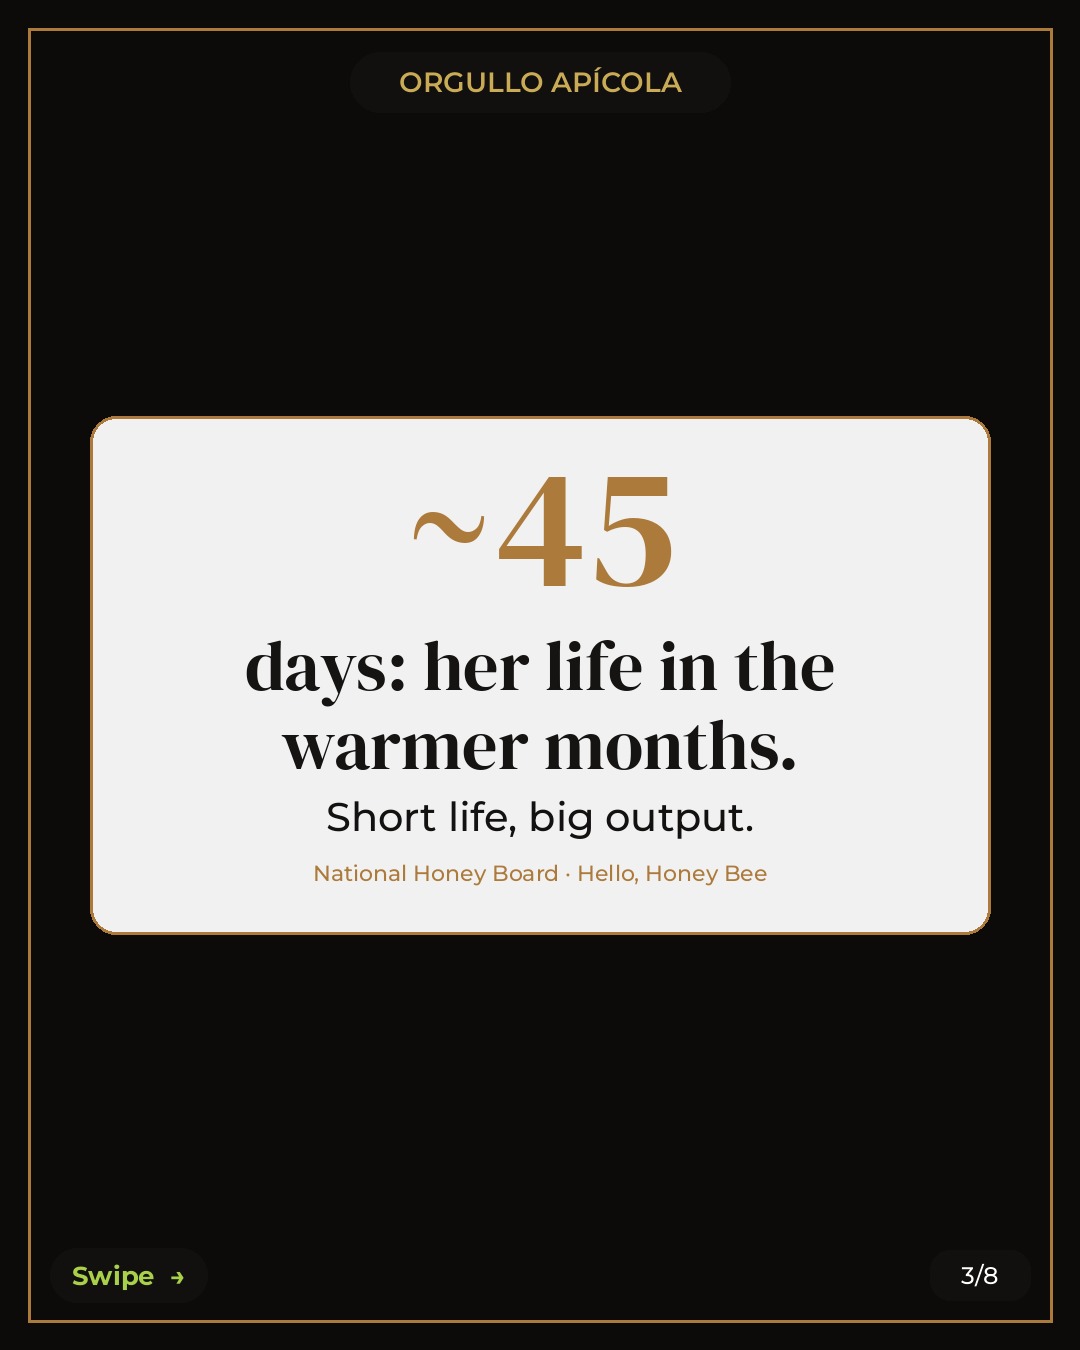 ORGULLO APÍCOLA
~45
days: her life in the
warmer months.
Short life, big output.
National Honey Board · Hello, Honey Bee
Swipe →
3/8